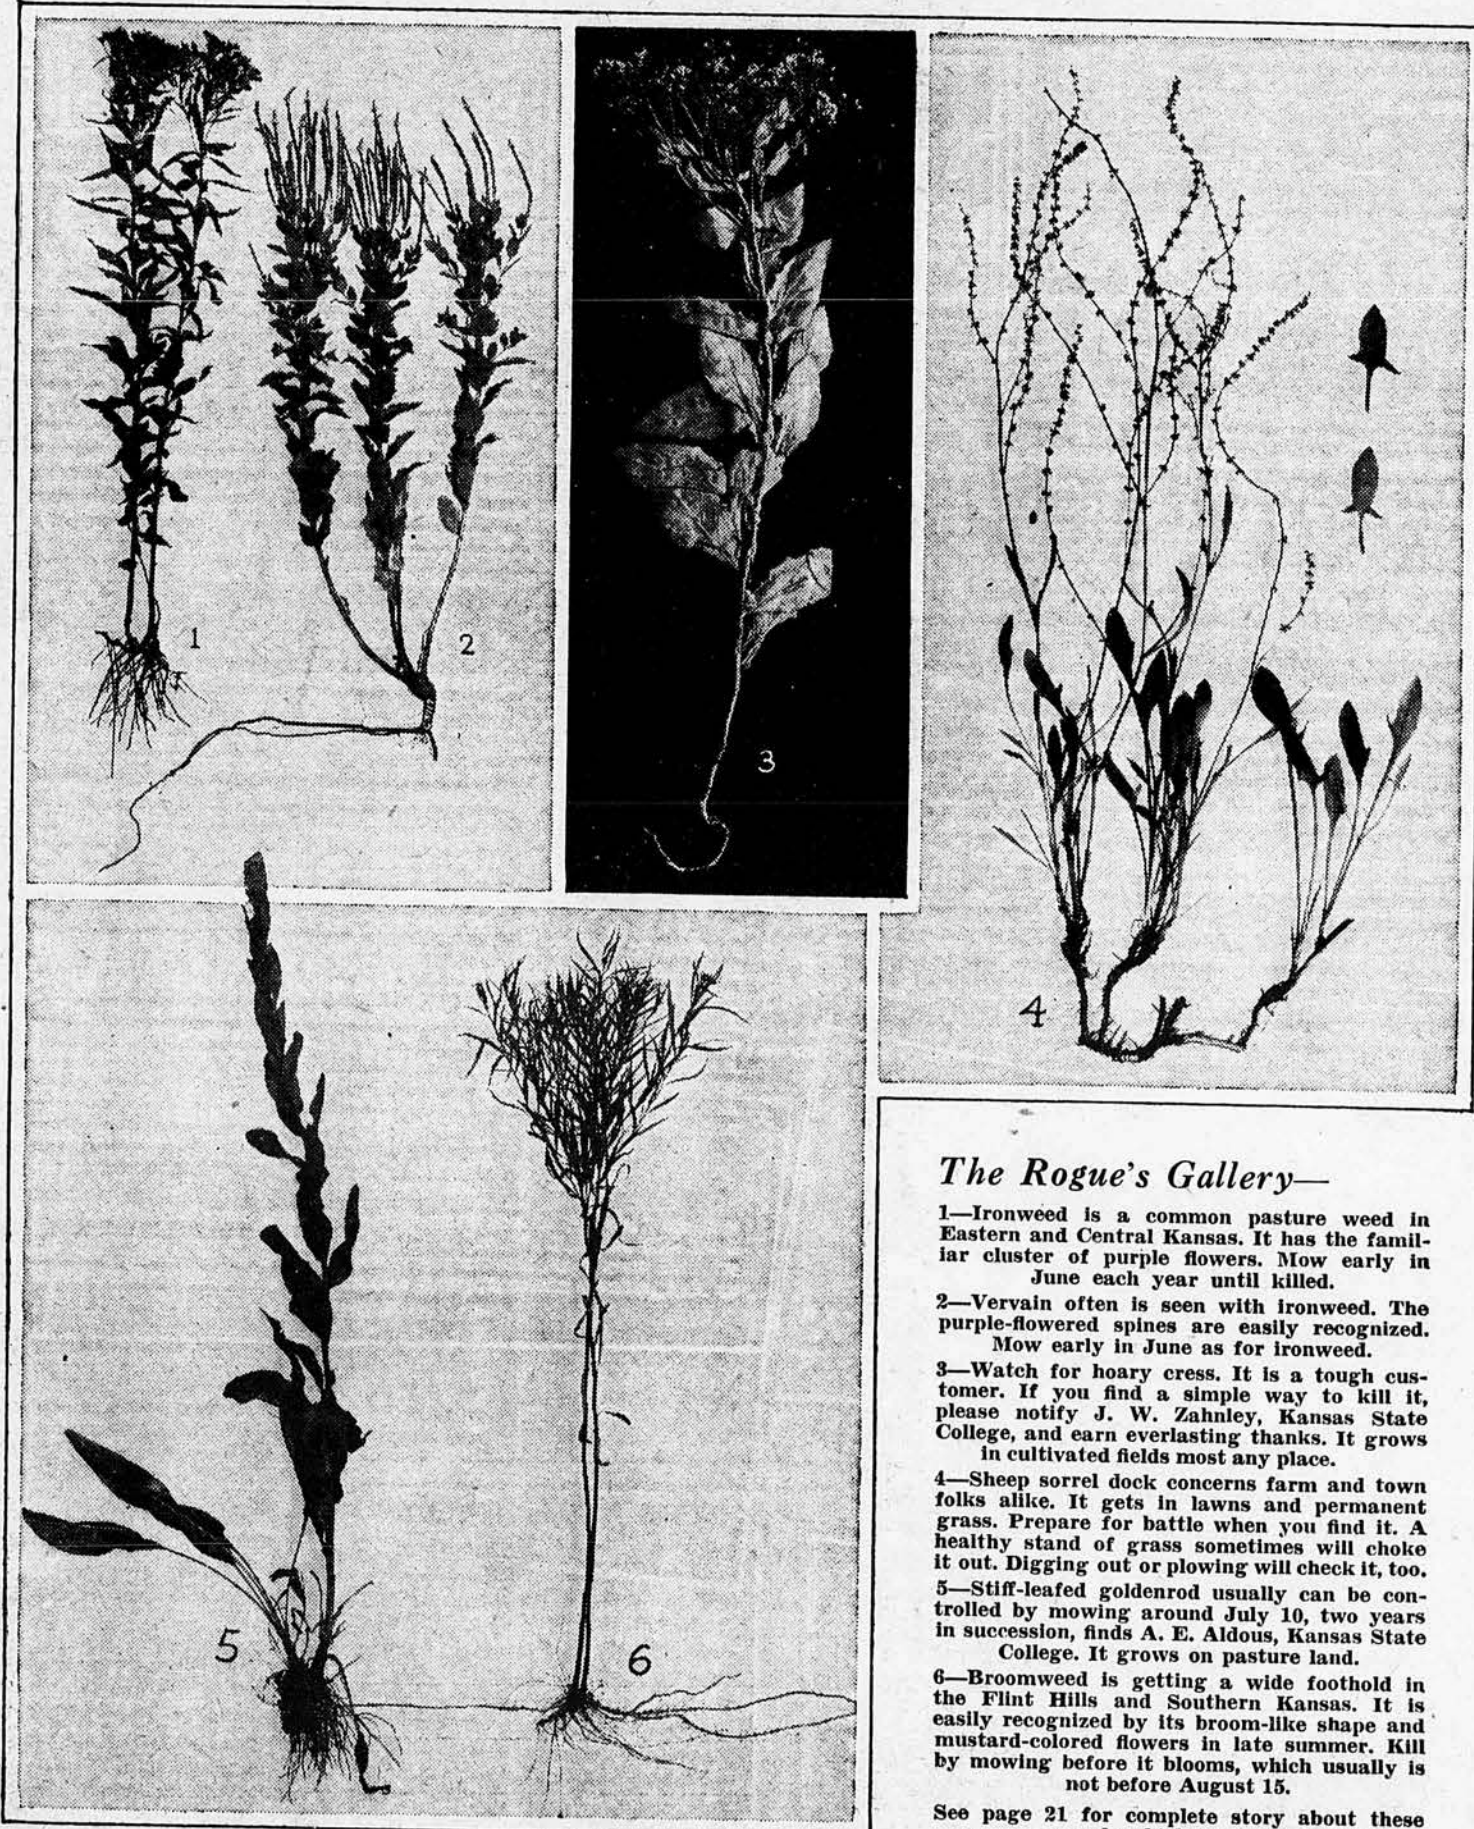 1
2
3
4
5
6
The Rogue's Gallery—
1—Ironweed is a common pasture weed in
Eastern and Central Kansas. It has the famil-
iar cluster of purple flowers. Mow early in
June each year until killed.
2—Vervain often is seen with ironweed. The
purple-flowered spines are easily recognized.
Mow early in June as for ironweed.
3—Watch for hoary cress. It is a tough cus-
tomer. If you find a simple way to kill it,
please notify J. W. Zahnley, Kansas State
College, and earn everlasting thanks. It grows
in cultivated fields most any place.
4—Sheep sorrel dock concerns farm and town
folks alike. It gets in lawns and permanent
grass. Prepare for battle when you find it. A
healthy stand of grass sometimes will choke
it out. Digging out or plowing will check it, too.
5—Stiff-leafed goldenrod usually can be con-
trolled by mowing around July 10, two years
in succession, finds A. E. Aldous, Kansas State
College. It grows on pasture land.
6—Broomweed is getting a wide foothold in
the Flint Hills and Southern Kansas. It is
easily recognized by its broom-like shape and
mustard-colored flowers in late summer. Kill
by mowing before it blooms, which usually is
not before August 15.
See page 21 for complete story about these